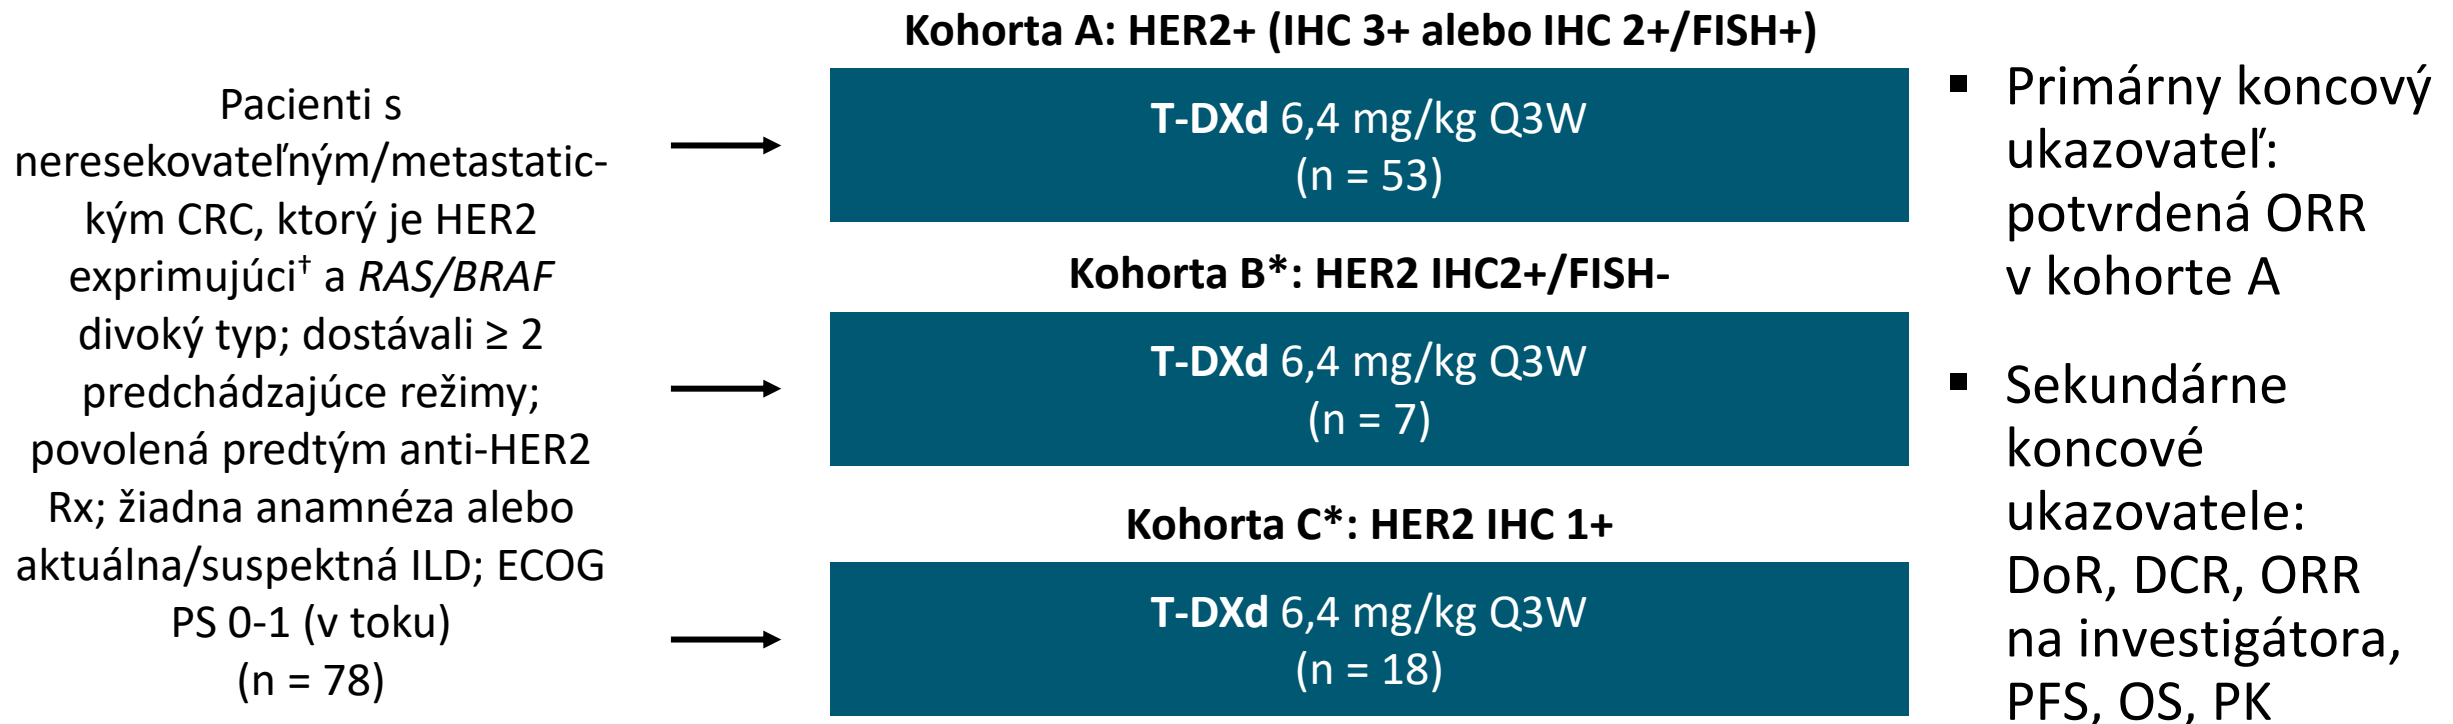 Pacienti s
neresekovateľným/metastatic-
kým CRC, ktorý je HER2
exprimujúci† a RAS/BRAF
divoký typ; dostávali ≥ 2
predchádzajúce režimy;
povolená predtým anti-HER2
Rx; žiadna anamnéza alebo
aktuálna/suspektná ILD; ECOG
PS 0-1 (v toku)
(n = 78)
Kohorta A: HER2+ (IHC 3+ alebo IHC 2+/FISH+)
T-DXd 6,4 mg/kg Q3W
(n = 53)
Kohorta B*: HER2 IHC2+/FISH-
T-DXd 6,4 mg/kg Q3W
(n = 7)
Kohorta C*: HER2 IHC 1+
T-DXd 6,4 mg/kg Q3W
(n = 18)
▪ Primárny koncový
ukazovateľ:
potvrdená ORR
v kohorte A
▪ Sekundárne
koncové
ukazovatele:
DoR, DCR, ORR
na investigátora,
PFS, OS, PK